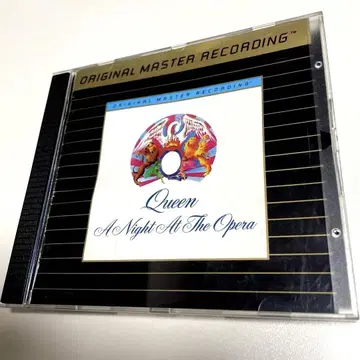 ORIGINAL MASTER RECORDING™
ORIGINAL MASTER RECORDING
Queen
A Night At The Opera